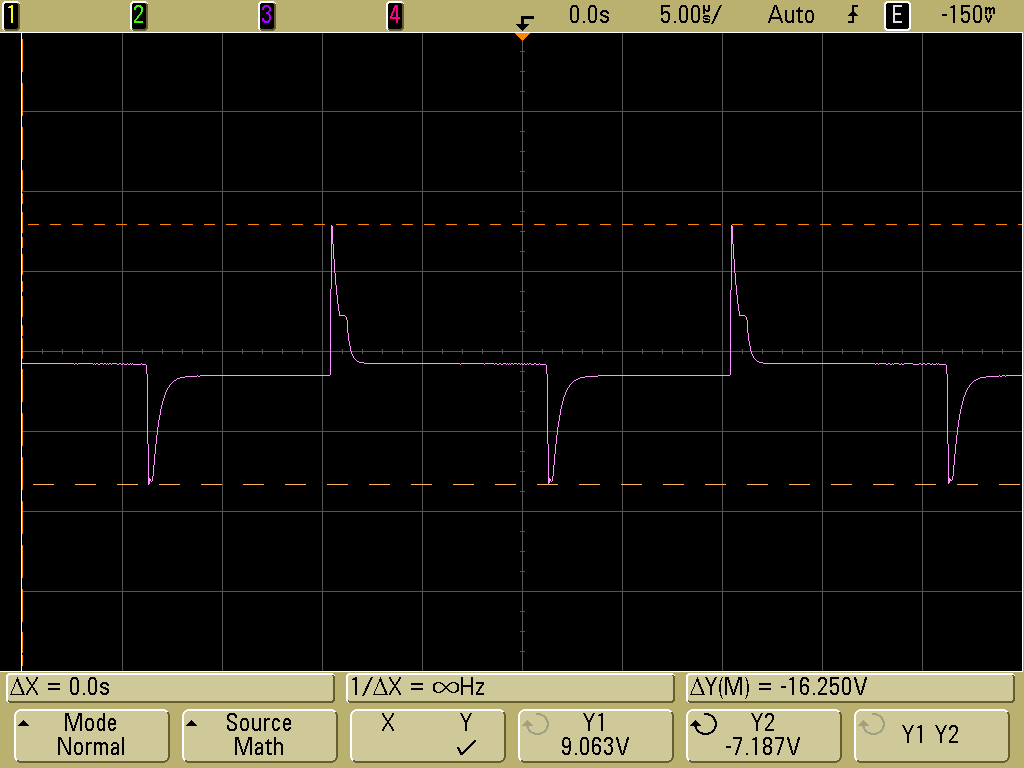 1 2 3 4 0.0s 5.00㎲/ Auto E -150mV
ΔX = 0.0s 1/ΔX = ∞Hz ΔY(M) = -16.250V
Mode Source X Y Y1 Y2 Y1 Y2
Normal Math ✓ 9.063V -7.187V